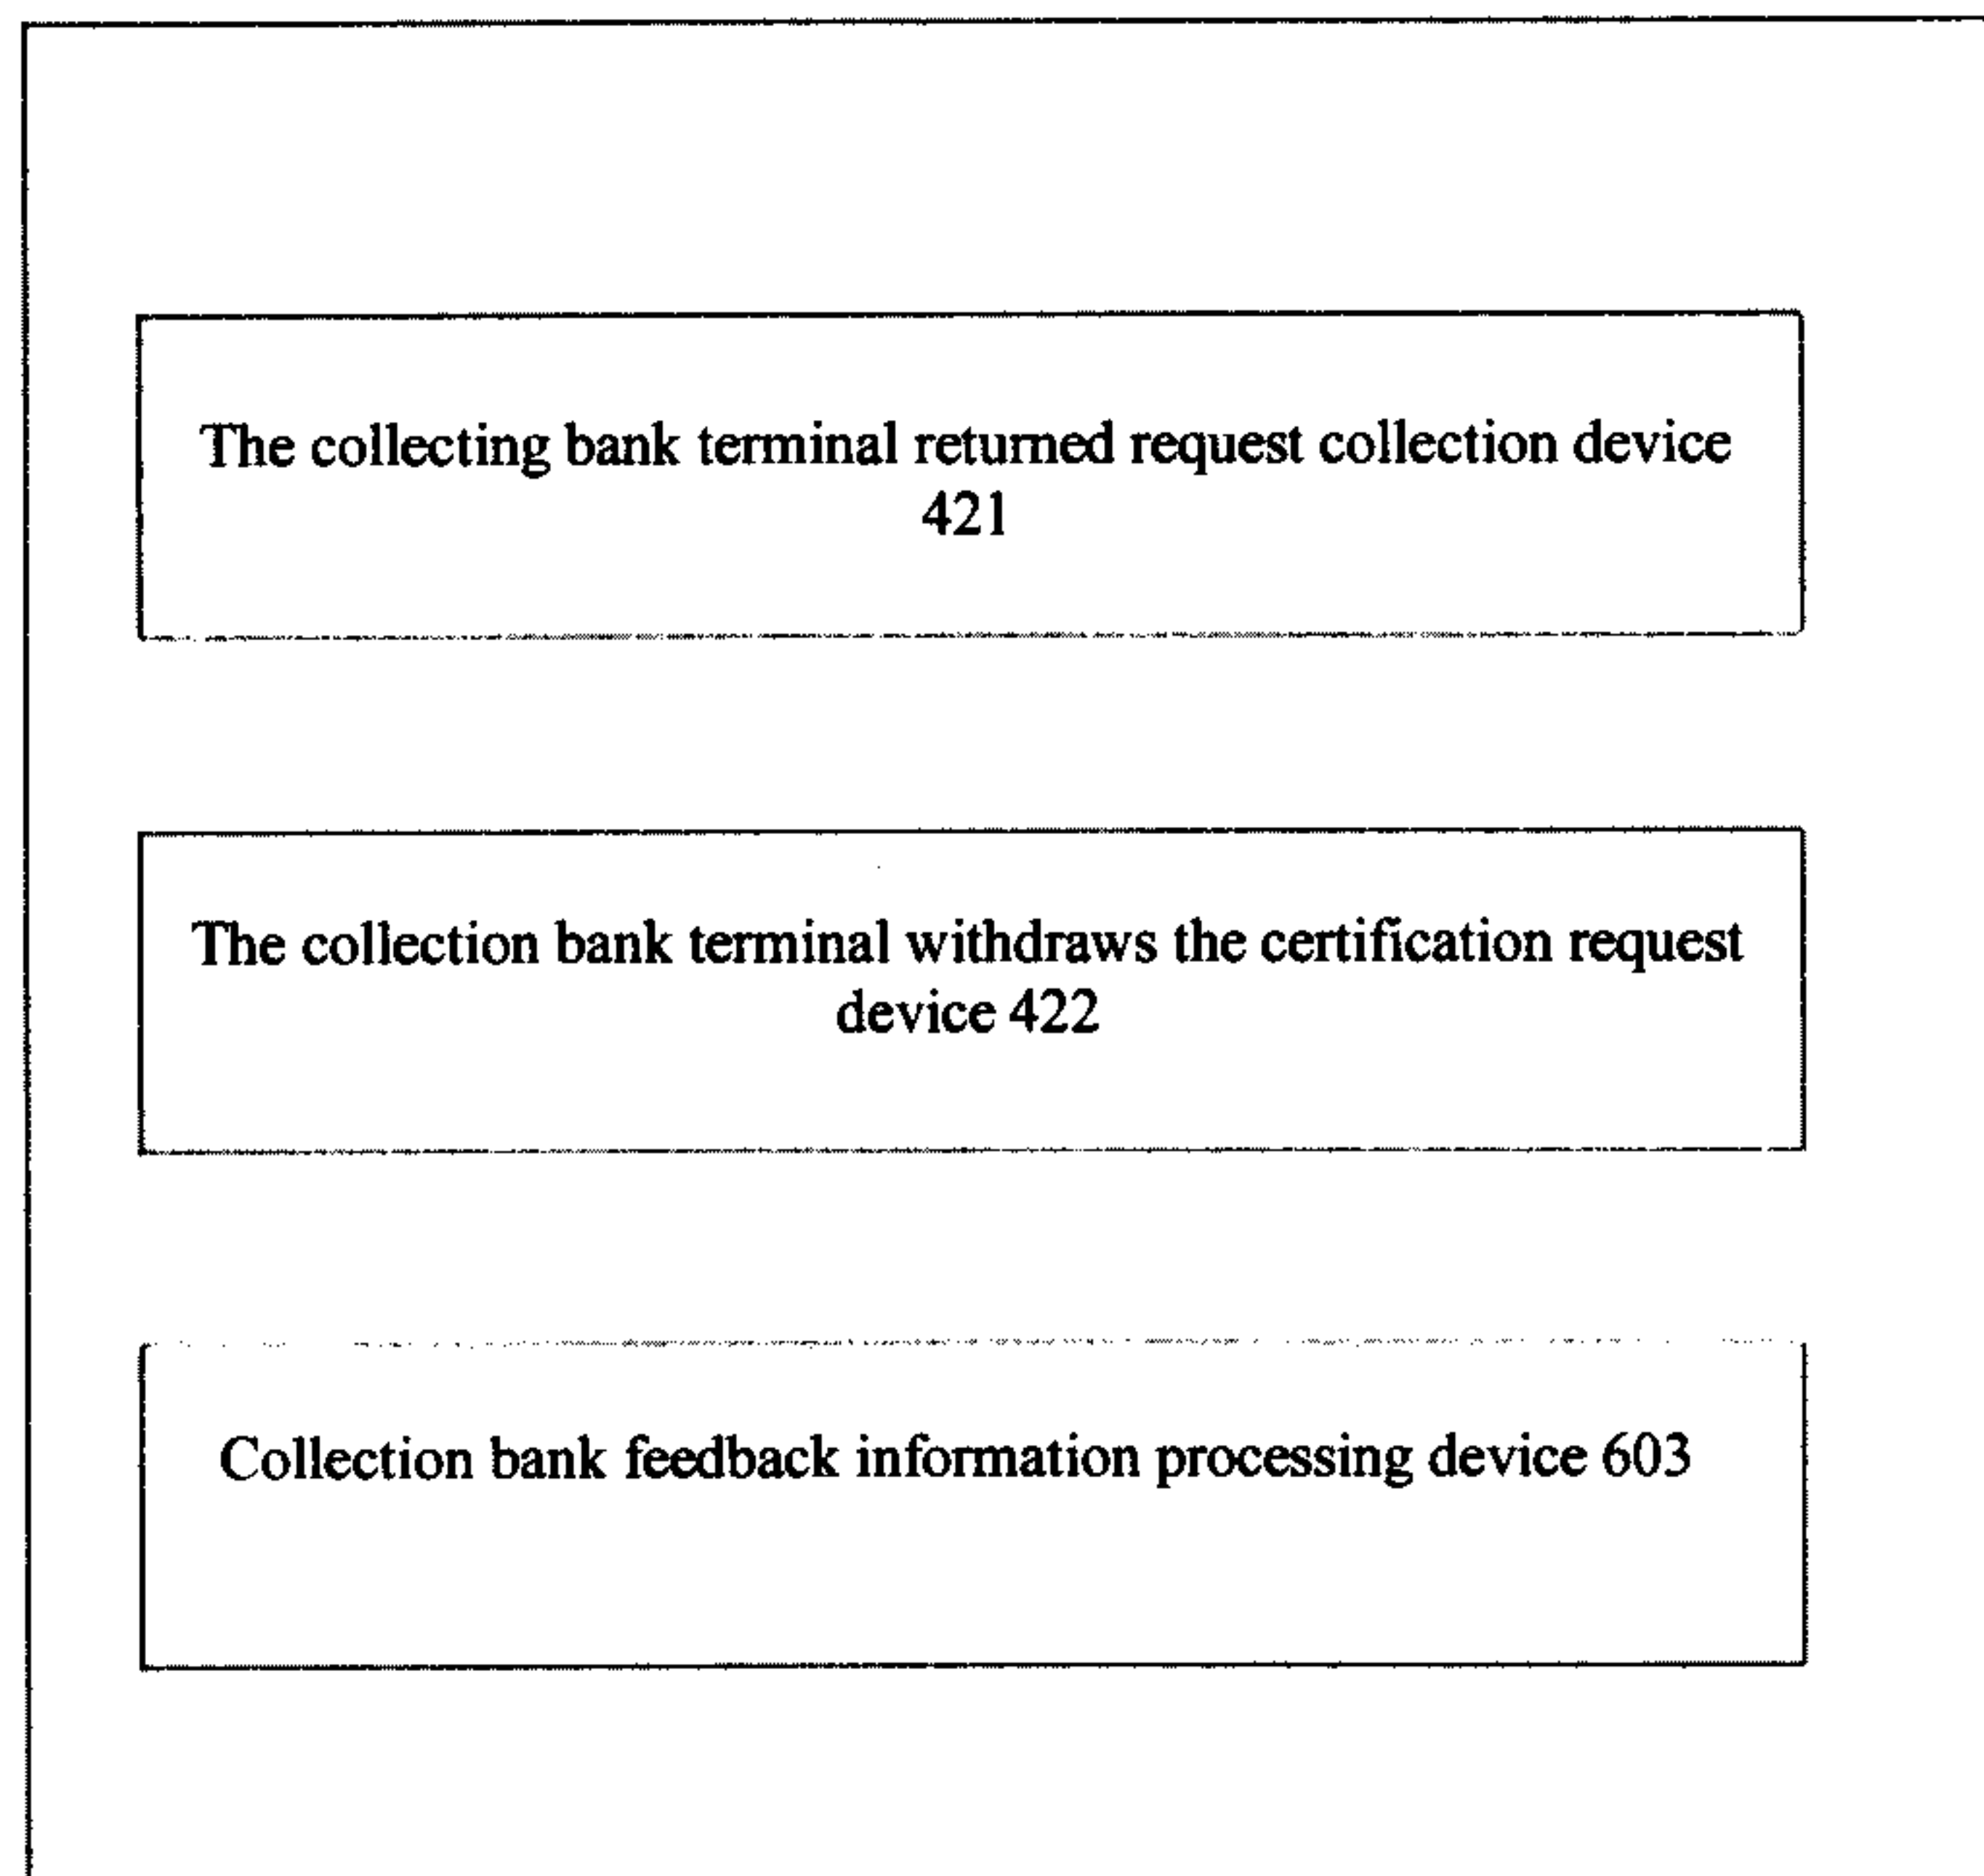 The collecting bank terminal returned request collection device
421
The collection bank terminal withdraws the certification request
device 422
Collection bank feedback information processing device 603